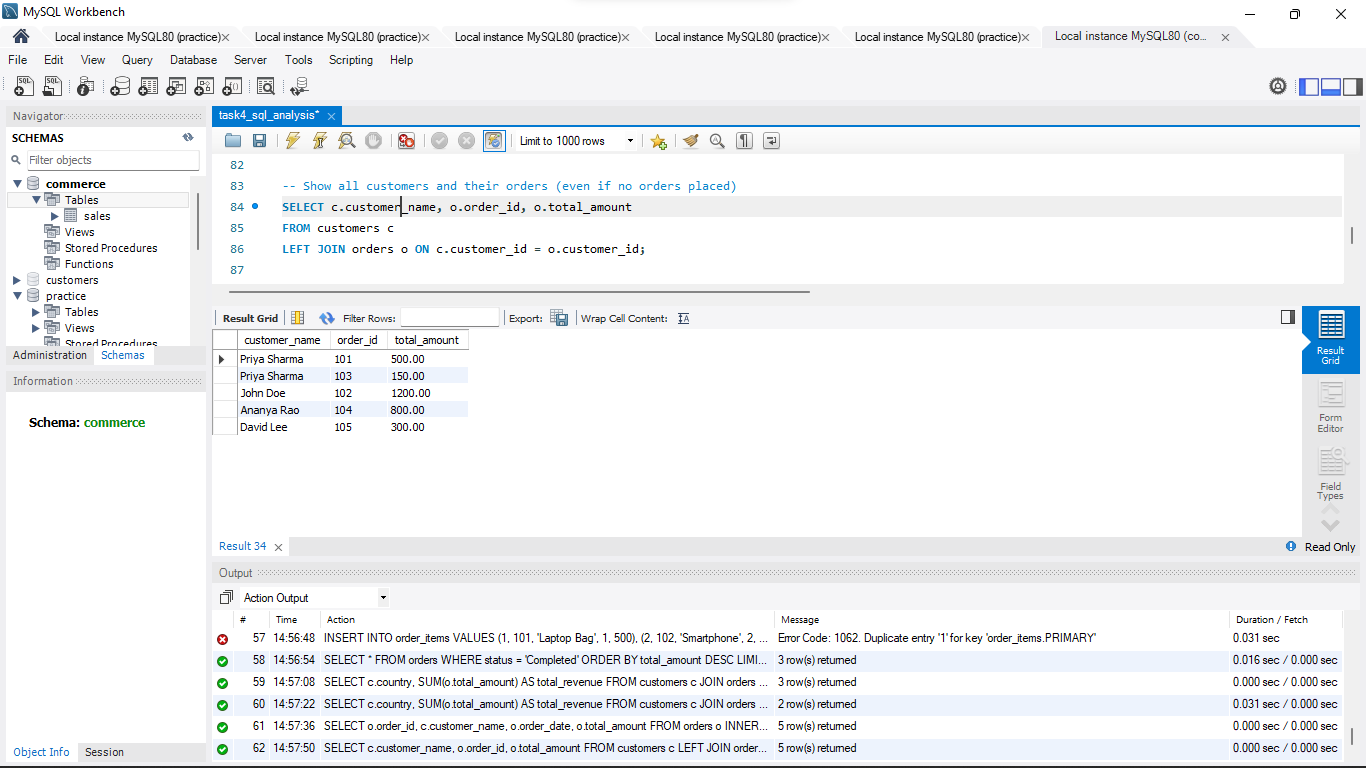 MySQL Workbench
Local instance MySQL80 (practice) Local instance MySQL80 (practice) Local instance MySQL80 (practice) Local instance MySQL80 (practice) Local instance MySQL80 (practice) Local instance MySQL80 (co...
File Edit View Query Database Server Tools Scripting Help
Navigator
SCHEMAS
Filter objects
commerce
Tables
sales
Views
Stored Procedures
Functions
customers
practice
Tables
Views
Stored Procedures
Administration Schemas
Information
Schema: commerce
Object Info Session
task4_sql_analysis*
Limit to 1000 rows
82
83 -- Show all customers and their orders (even if no orders placed)
84 SELECT c.customer_name, o.order_id, o.total_amount
85 FROM customers c
86 LEFT JOIN orders o ON c.customer_id = o.customer_id;
87
Result Grid Filter Rows: Export: Wrap Cell Content:
customer_name order_id total_amount
Priya Sharma 101 500.00
Priya Sharma 103 150.00
John Doe 102 1200.00
Ananya Rao 104 800.00
David Lee 105 300.00
Result
Grid
Form
Editor
Field
Types
Result 34
Read Only
Output
Action Output
# Time Action Message Duration / Fetch
57 14:56:48 INSERT INTO order_items VALUES (1, 101, 'Laptop Bag', 1, 500), (2, 102, 'Smartphone', 2, ... Error Code: 1062. Duplicate entry '1' for key 'order_items.PRIMARY' 0.031 sec
58 14:56:54 SELECT * FROM orders WHERE status = 'Completed' ORDER BY total_amount DESC LIMI... 3 row(s) returned 0.016 sec / 0.000 sec
59 14:57:08 SELECT c.country, SUM(o.total_amount) AS total_revenue FROM customers c JOIN orders ... 3 row(s) returned 0.000 sec / 0.000 sec
60 14:57:22 SELECT c.country, SUM(o.total_amount) AS total_revenue FROM customers c JOIN orders ... 2 row(s) returned 0.031 sec / 0.000 sec
61 14:57:36 SELECT o.order_id, c.customer_name, o.order_date, o.total_amount FROM orders o INNER... 5 row(s) returned 0.000 sec / 0.000 sec
62 14:57:50 SELECT c.customer_name, o.order_id, o.total_amount FROM customers c LEFT JOIN order... 5 row(s) returned 0.000 sec / 0.000 sec